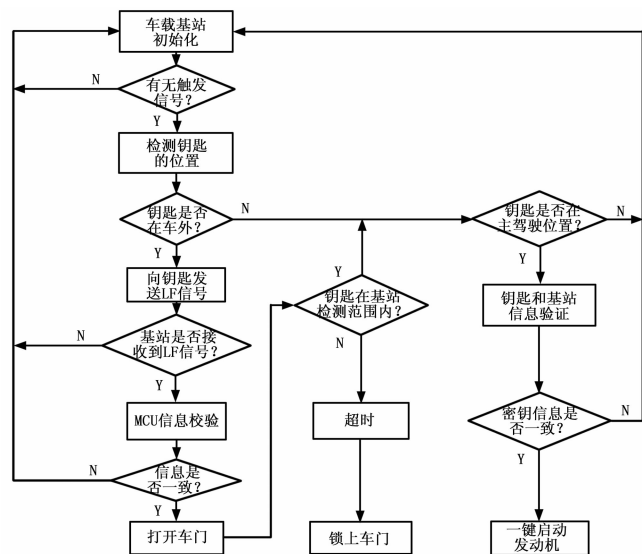 车载基站
初始化
有无触发
信号?
N
Y
检测钥匙
的位置
钥匙是否
在车外?
N
Y
向钥匙发
送LF信号
基站是否接
收到LF信号?
N
Y
MCU信息校验
信息是
否一致?
N
Y
打开车门
钥匙在基站
检测范围内?
Y
N
超时
锁上车门
钥匙是否在
主驾驶位置?
N
Y
钥匙和基站
信息验证
密钥信息是
否一致?
N
Y
一键启动
发动机